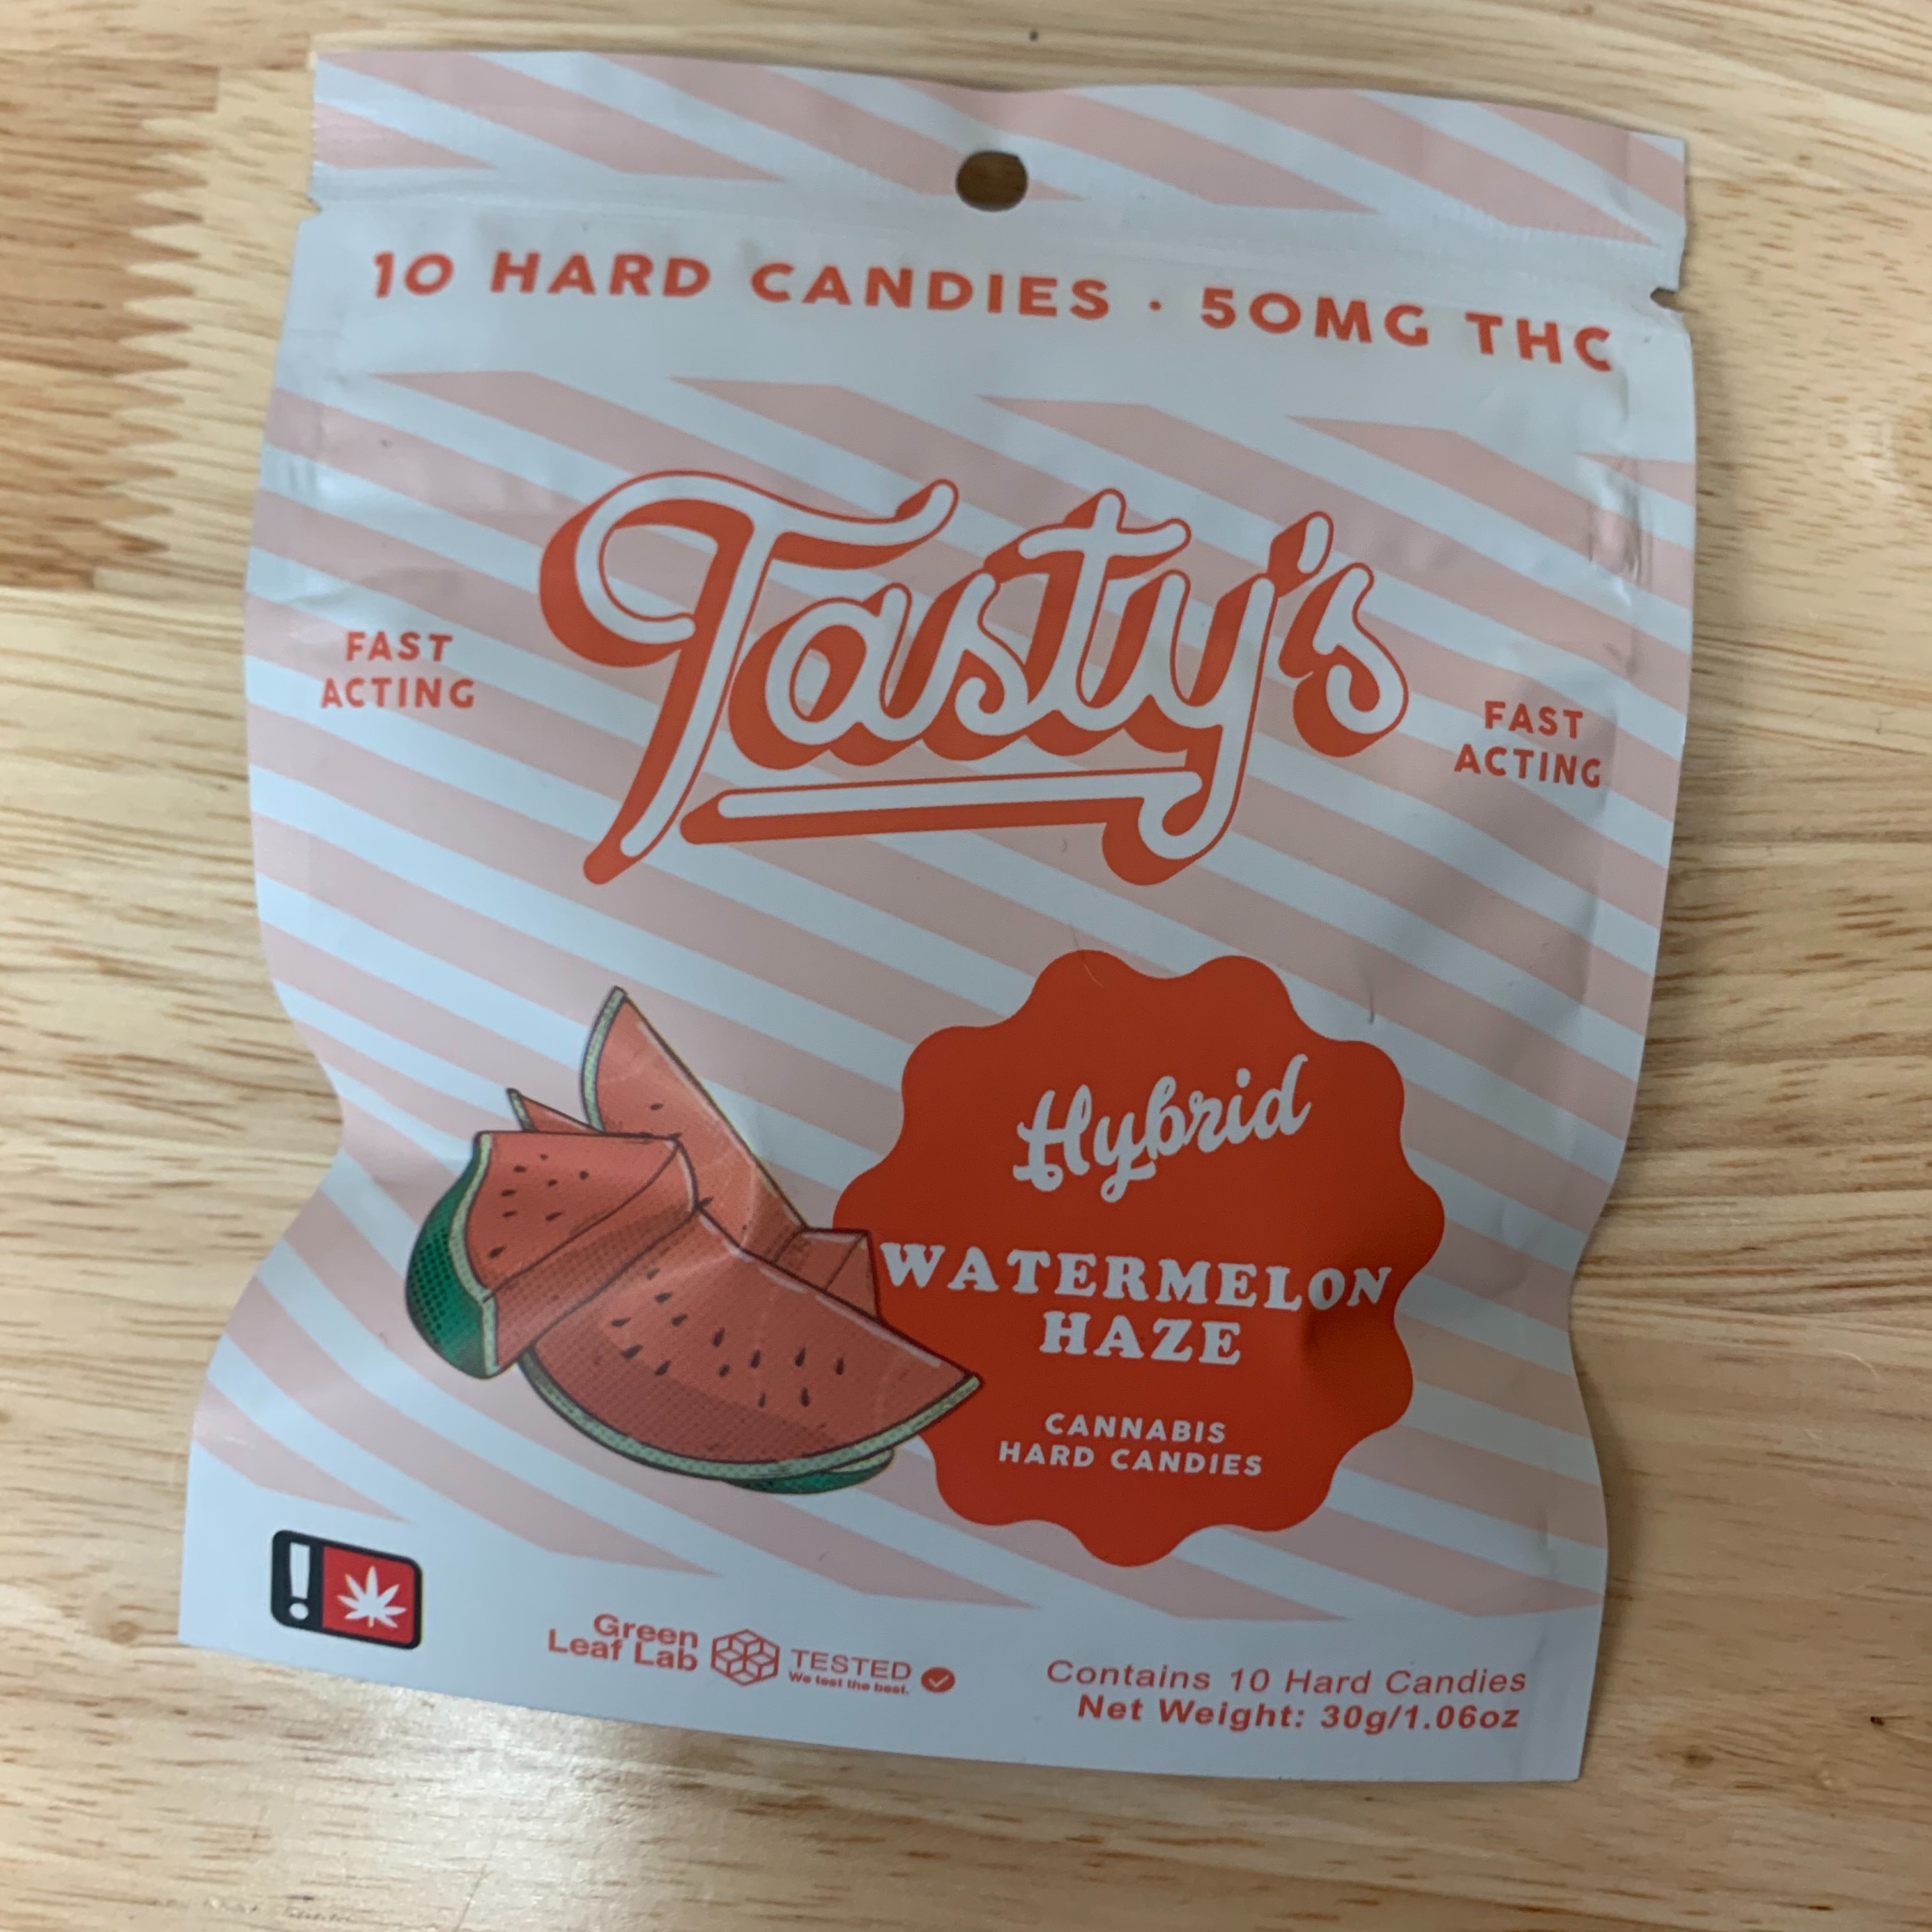 10 HARD CANDIES · 50MG THC
Tasty's
FAST
ACTING
FAST
ACTING
Hybrid
WATERMELON
HAZE
CANNABIS
HARD CANDIES
!
Green
Leaf Lab
TESTED
We test the best.
Contains 10 Hard Candies
Net Weight: 30g/1.06oz